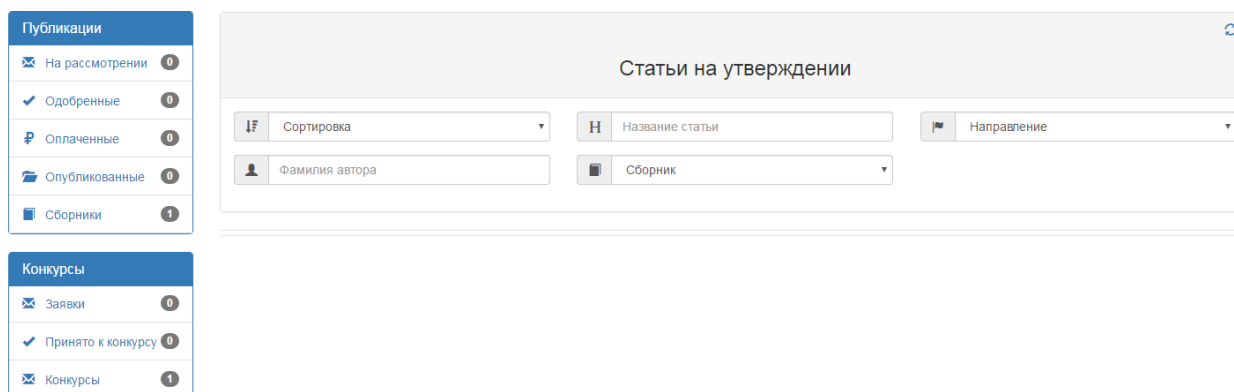 Публикации
На рассмотрении 0
Одобренные 0
Оплаченные 0
Опубликованные 0
Сборники 1
Конкурсы
Заявки 0
Принято к конкурсу 0
Конкурсы 1
Статьи на утверждении
Сортировка
H Название статьи
Направление
Фамилия автора
Сборник